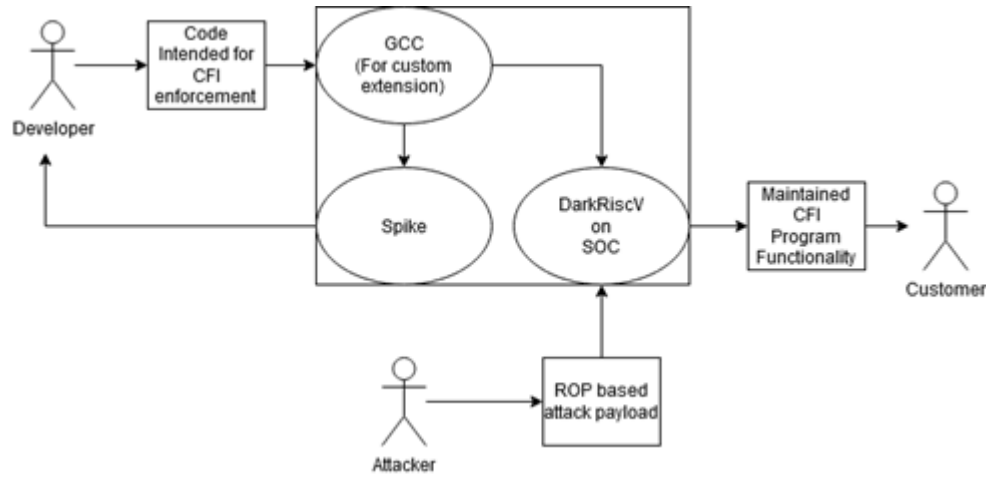 Code
Intended for
CFI
enforcement
GCC
(For custom
extension)
Developer
Spike
DarkRiscV
on
SOC
Maintained
CFI
Program
Functionality
Customer
ROP based
attack payload
Attacker